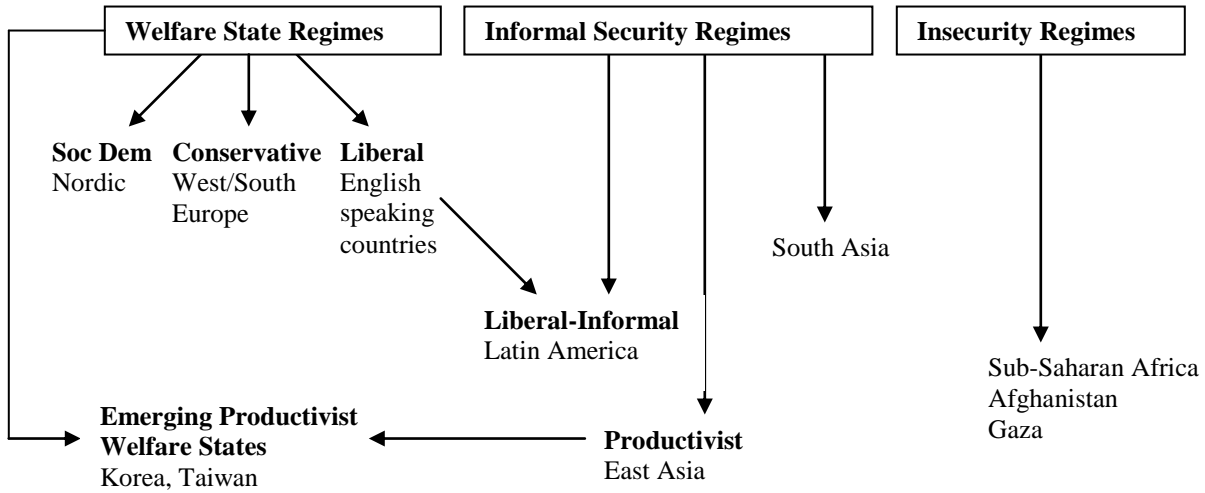 Welfare State Regimes
Informal Security Regimes
Insecurity Regimes
Soc Dem
Nordic
Conservative
West/South
Europe
Liberal
English
speaking
countries
South Asia
Liberal-Informal
Latin America
Sub-Saharan Africa
Afghanistan
Gaza
Emerging Productivist
Welfare States
Korea, Taiwan
Productivist
East Asia